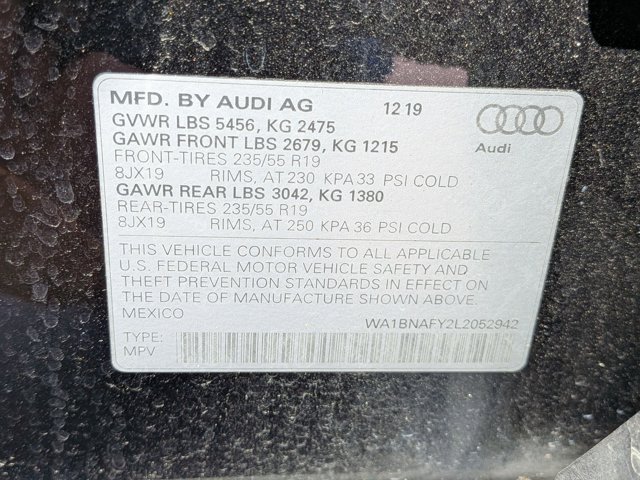 MFD. BY AUDI AG 12 19
GVWR LBS 5456, KG 2475
GAWR FRONT LBS 2679, KG 1215
FRONT-TIRES 235/55 R19
8JX19 RIMS, AT 230 KPA 33 PSI COLD
GAWR REAR LBS 3042, KG 1380
REAR-TIRES 235/55 R19
8JX19 RIMS, AT 250 KPA 36 PSI COLD
Audi
THIS VEHICLE CONFORMS TO ALL APPLICABLE
U.S. FEDERAL MOTOR VEHICLE SAFETY AND
THEFT PREVENTION STANDARDS IN EFFECT ON
THE DATE OF MANUFACTURE SHOWN ABOVE.
MEXICO WA1BNAFY2L2052942
TYPE:
MPV